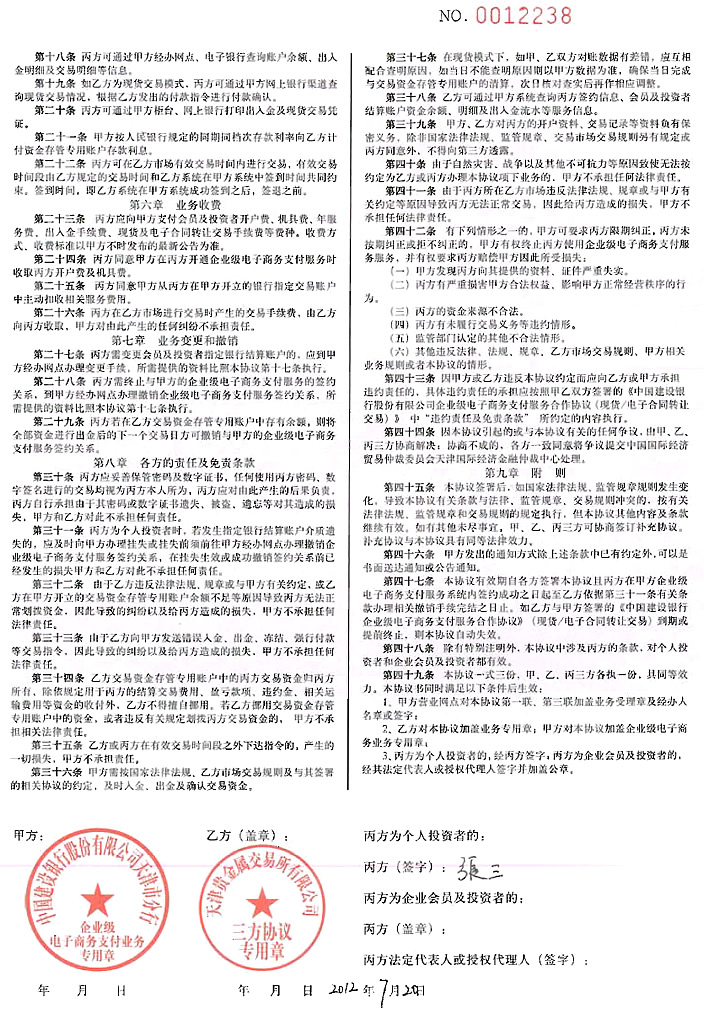 NO. 0012238
第十八条 丙方可通过甲方经办网点、电子银行查询账户余额、出入
金明细及交易明细等信息。
第十九条 如乙方为现货交易模式、丙方可通过甲方网上银行渠道查
询现货交易情况，根据乙方发出的付款指令进行付款确认。
第二十条 丙方可通过甲方柜台、网上银行打印出入金及现货交易凭
证。
第二十一条 甲方按人民银行规定的同期同档次存款利率向乙方计
付资金存管专用账户存款利息。
第二十二条 丙方可在乙方市场有效交易时间内进行交易，有效交易
时间段由乙方规定的交易时间和乙方系统在甲方系统中签到时间共同约
束。签到时间，即乙方系统在甲方系统成功签到之后，签退之前。
第六章 业务收费
第二十三条 丙方应向甲方支付会员及投资者开户费、机具费、年服
务费、出入金手续费、现货及电子合同转让交易手续费等费种。收费方
式、收费标准以甲方不时发布的最新公告为准。
第二十四条 丙方同意甲方在丙方开通企业级电子商务支付服务时
收取丙方开户费及机具费。
第二十五条 丙方同意甲方从丙方在甲方开立的银行指定交易账户
中主动扣收相关服务费用。
第二十六条 丙方在乙方市场进行交易时产生的交易手续费，由乙方
向丙方收取，甲方对由此产生的任何纠纷不承担责任。
第七章 业务变更和撤销
第二十七条 丙方需变更会员及投资者指定银行结算账户的，应到甲
方经办网点办理变更手续，所需提供的资料比照本协议第十七条执行。
第二十八条 丙方需终止与甲方的企业级电子商务支付服务的签约
关系，到甲方经办网点办理撤销企业级电子商务支付服务签约关系，所
需提供的资料比照本协议第十七条执行。
第二十九条 丙方若在乙方交易资金存管专用账户中存有余额，则将
全部资金进行出金后的下一个交易日方可撤销与甲方的企业级电子商务
支付服务签约关系。
第八章 各方的责任及免责条款
第三十条 丙方应妥善保管密码及数字证书，任何使用丙方密码、数
字签名进行的交易均视为丙方本人所为，丙方应对由此产生的后果负责，
丙方自行承担由于其密码或数字证书遗失、被盗、遗忘等对其造成的损
失，甲方和乙方对此不承担任何责任。
第三十一条 丙方为个人投资者时，若发生指定银行结算账户介质遗
失的，应及时向甲方办理挂失或挂失前须前往甲方经办网点办理撤销企
业级电子商务支付服务签约关系，在挂失生效或成功撤销签约关系前已
经发生的损失甲方和乙方对此不承担任何责任。
第三十二条 由于乙方违反法律法规、规章或与甲方有关约定，或乙
方在甲方开立的交易资金存管专用账户余额不足等原因导致丙方无法正
常划拨资金，因此导致的纠纷以及给丙方造成的损失，甲方不承担任何
法律责任。
第三十三条 由于乙方向甲方发送错误入金、出金、冻结、强行付款
等交易指令，因此导致的纠纷以及给丙方造成的损失，甲方不承担任何
法律责任。
第三十四条 乙方交易资金存管专用账户中的丙方交易资金归丙方
所有，除依规定用于丙方的结算交易费用、盈亏款项、违约金、相关运
输费用等资金的收付外，乙方不得擅自挪用。若乙方挪用交易资金存管
专用账户中的资金，或者违反有关规定划拨丙方交易资金的，甲方不承
担相关法律责任。
第三十五条 乙方或丙方在有效交易时间段之外下达指令的，产生的
一切损失，甲方不承担责任。
第三十六条 甲方需按国家法律法规、乙方市场交易规则及与其签署
的相关协议的约定，及时入金、出金及确认交易资金。
第三十七条 在现货模式下，如甲、乙双方对账数据有差错，应互相
配合查明原因，如当日不能查明原因则以甲方数据为准，确保当日完成
与交易资金存管专用账户的清算，次日核对查实后再作相应调整。
第三十八条 乙方可通过甲方系统查询丙方签约信息、会员及投资者
结算账户资金余额、明细及出入金流水等服务信息。
第三十九条 甲方、乙方对丙方的开户资料、交易记录等资料负有保
密义务，除非国家法律法规、监管规章、交易市场交易规则另有规定或
丙方同意外，不得向第三方透露。
第四十条 由于自然灾害、战争以及其他不可抗力等原因致使无法按
约定为乙方或丙方办理本协议项下业务的，甲方不承担任何法律责任。
第四十一条 由于丙方所在乙方市场违反法律法规、规章或与甲方有
关约定等原因导致丙方无法正常交易，因此给丙方造成的损失，甲方不
承担任何法律责任。
第四十二条 有下列情形之一的，甲方可要求丙方限期纠正，丙方未
按期纠正或拒不纠正的，甲方有权终止丙方使用企业级电子商务支付服
务服务，并有权要求丙方赔偿甲方因此所受损失：
（一）甲方发现丙方向其提供的资料、证件严重失实。
（二）丙方有严重损害甲方合法权益、影响甲方正常经营秩序的行
为。
（三）丙方的资金来源不合法。
（四）丙方有未履行交易义务等违约情形。
（五）监管部门认定的其他不合法情形。
（六）其他违反法律、法规、规章、乙方市场交易规则、甲方相关
业务规则或者本协议的情形。
第四十三条 因甲方或乙方违反本协议约定而应向乙方或甲方承担
违约责任的，具体违约责任的承担应按照甲乙双方签署的《中国建设银
行股份有限公司企业级电子商务支付服务合作协议（现货/电子合同转让
交易）》 中“违约责任及免责条款” 所约定的内容执行。
第四十四条 因本协议引起的或与本协议有关的任何争议，由甲、乙、
丙三方协商解决；协商不成的，各方一致同意将争议提交中国国际经济
贸易仲裁委员会天津国际经济金融仲裁中心处理。
第九章 附 则
第四十五条 本协议签署后，如国家法律法规、监管规章规则发生变
化，导致本协议有关条款与法律、监管规章、交易规则冲突的，按有关
法律法规、监管规章和交易规则的规定执行，但本协议其他内容及条款
继续有效。如有其他未尽事宜，甲、乙、丙三方可协商签订补充协议。
补充协议与本协议具有同等法律效力。
第四十六条 甲方发出的通知方式除上述条款中已有约定外，可以是
书面送达通知或公告通知。
第四十七条 本协议有效期自各方签署本协议且丙方在甲方企业级
电子商务支付服务系统内签约成功之日起至乙方依据第三十一条有关条
款办理相关撤销手续完结之日止。如乙方与甲方签署的《中国建设银行
企业级电子商务支付服务合作协议》（现货/电子合同转让交易）到期或
提前终止，则本协议自动失效。
第四十八条 除有特别注明外，本协议中涉及丙方的条款，对个人投
资者和企业会员及投资者都有效。
第四十九条 本协议一式三份，甲、乙、丙三方各执一份，具同等效
力。本协议书同时满足以下条件后生效：
1、甲方营业网点对本协议第一联、第三联加盖业务受理章及经办人
名章或签字；
2、乙方对本协议加盖业务专用章；甲方对本协议加盖企业级电子商
务业务专用章；
3、丙方为个人投资者的，经丙方签字；丙方为企业会员及投资者的，
经其法定代表人或授权代理人签字并加盖公章。
甲方：
中国建设银行股份有限公司天津市分行
企业级
电子商务支付业务
专用章
年 月 日
乙方（盖章）：
天津贵金属交易所有限公司
三方协议
专用章
年 月 日
丙方为个人投资者的：
丙方（签字）：張三
丙方为企业会员及投资者的：
丙方（盖章）：
丙方法定代表人或授权代理人（签字）：
2012年7月20日